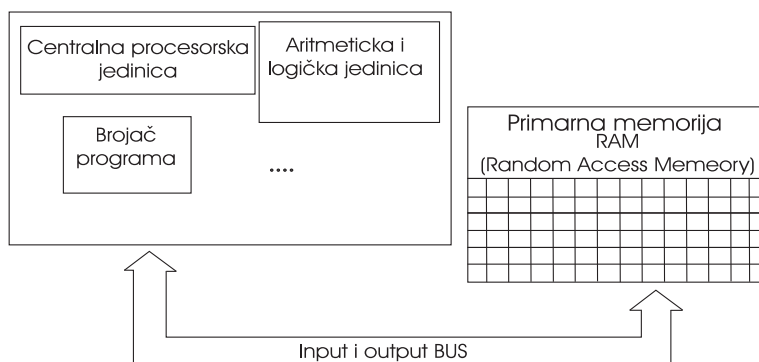 Centralna procesorska
jedinica
Aritmeticka i
logička jedinica
Brojač
programa
....
Primarna memorija
RAM
(Random Access Memeory)
Input i output BUS